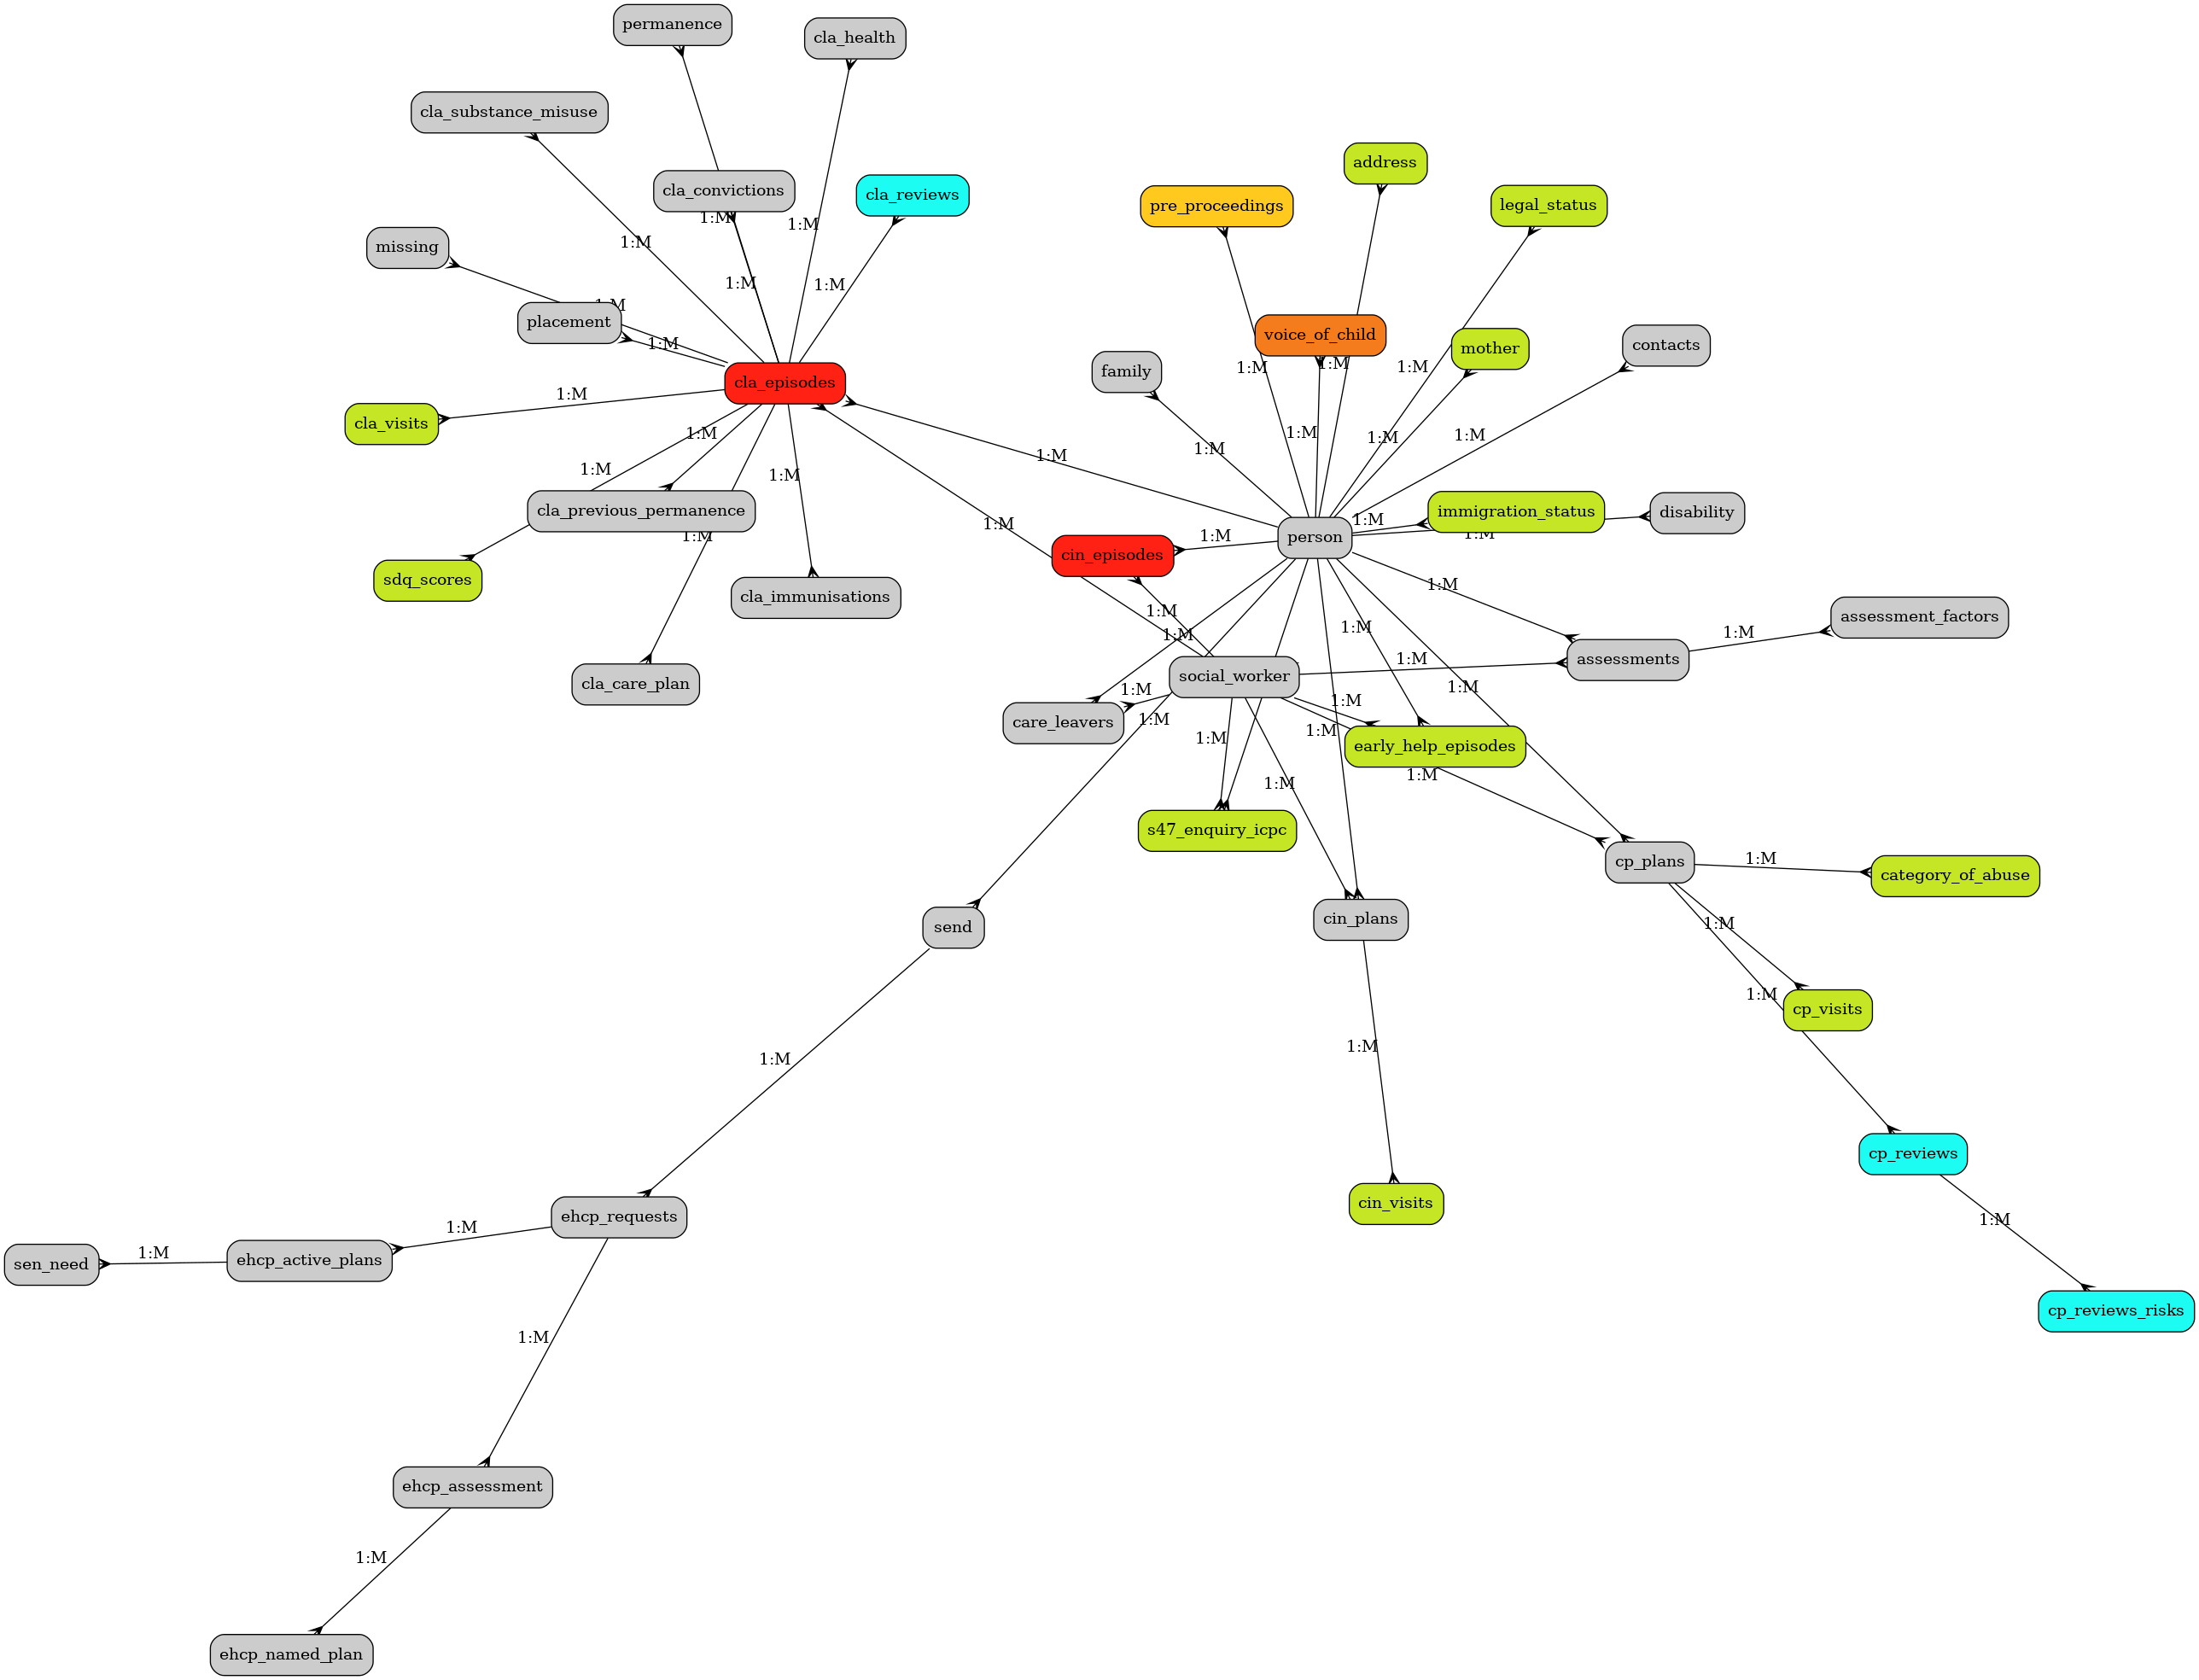 permanence
cla_health
cla_substance_misuse
address
cla_convictions
cla_reviews
pre_proceedings
legal_status
1:M
1:M
1:M
missing
1:M
1:M
1:M
placement
1:M
voice_of_child
mother
contacts
family
1:M
1:M
1:M
cla_episodes
1:M
cla_visits
1:M
1:M
1:M
1:M
1:M
1:M
1:M
1:M
cla_previous_permanence
immigration_status
disability
1:M
1:M
1:M
1:M
person
1:M
cin_episodes
sdq_scores
cla_immunisations
1:M
1:M
assessment_factors
1:M
1:M
1:M
1:M
assessments
social_worker
cla_care_plan
1:M
1:M
1:M
care_leavers
1:M
1:M
1:M
early_help_episodes
1:M
1:M
s47_enquiry_icpc
cp_plans
1:M
category_of_abuse
send
cin_plans
1:M
1:M
cp_visits
1:M
1:M
cp_reviews
cin_visits
ehcp_requests
1:M
1:M
1:M
sen_need
ehcp_active_plans
cp_reviews_risks
1:M
ehcp_assessment
1:M
ehcp_named_plan